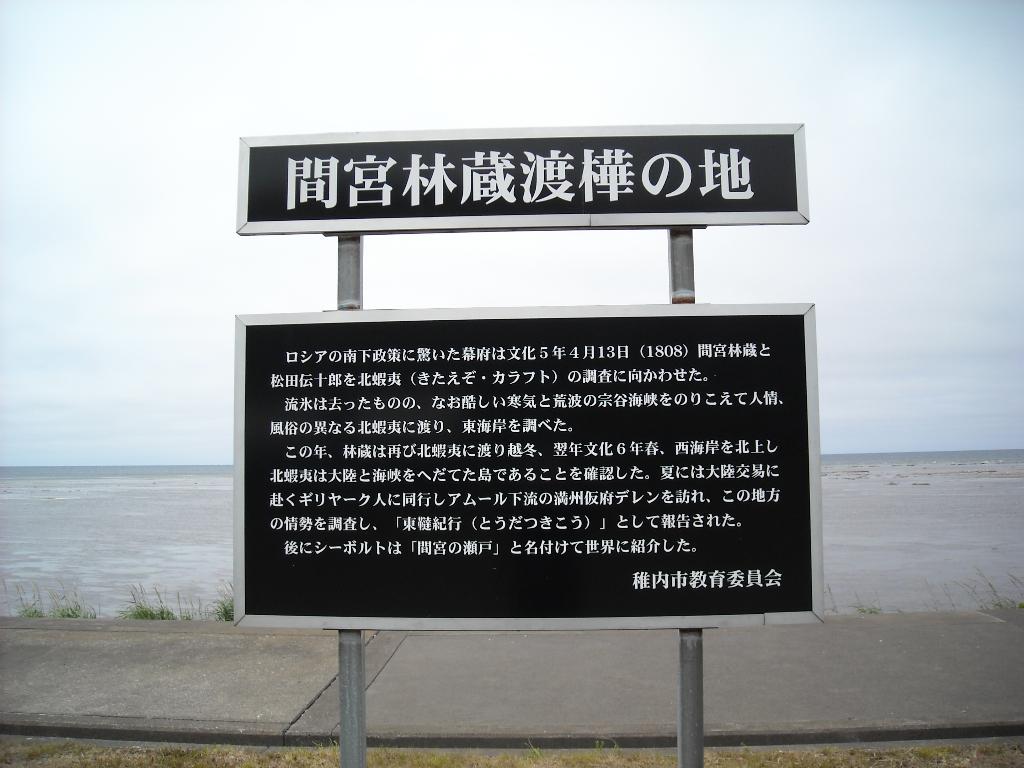 間宮林蔵渡樺の地
ロシアの南下政策に驚いた幕府は文化5年4月13日（1808）間宮林蔵と
松田伝十郎を北蝦夷（きたえぞ・カラフト）の調査に向かわせた。
流氷は去ったものの、なお酷しい寒気と荒波の宗谷海峡をのりこえて人情、
風俗の異なる北蝦夷に渡り、東海岸を調べた。
この年、林蔵は再び北蝦夷に渡り越冬、翌年文化6年春、西海岸を北上し
北蝦夷は大陸と海峡をへだてた島であることを確認した。夏には大陸交易に
赴くギリヤーク人に同行しアムール下流の満州仮府デレンを訪れ、この地方
の情勢を調査し、「東韃紀行（とうだつきこう）」として報告された。
後にシーボルトは「間宮の瀬戸」と名付けて世界に紹介した。
稚内市教育委員会